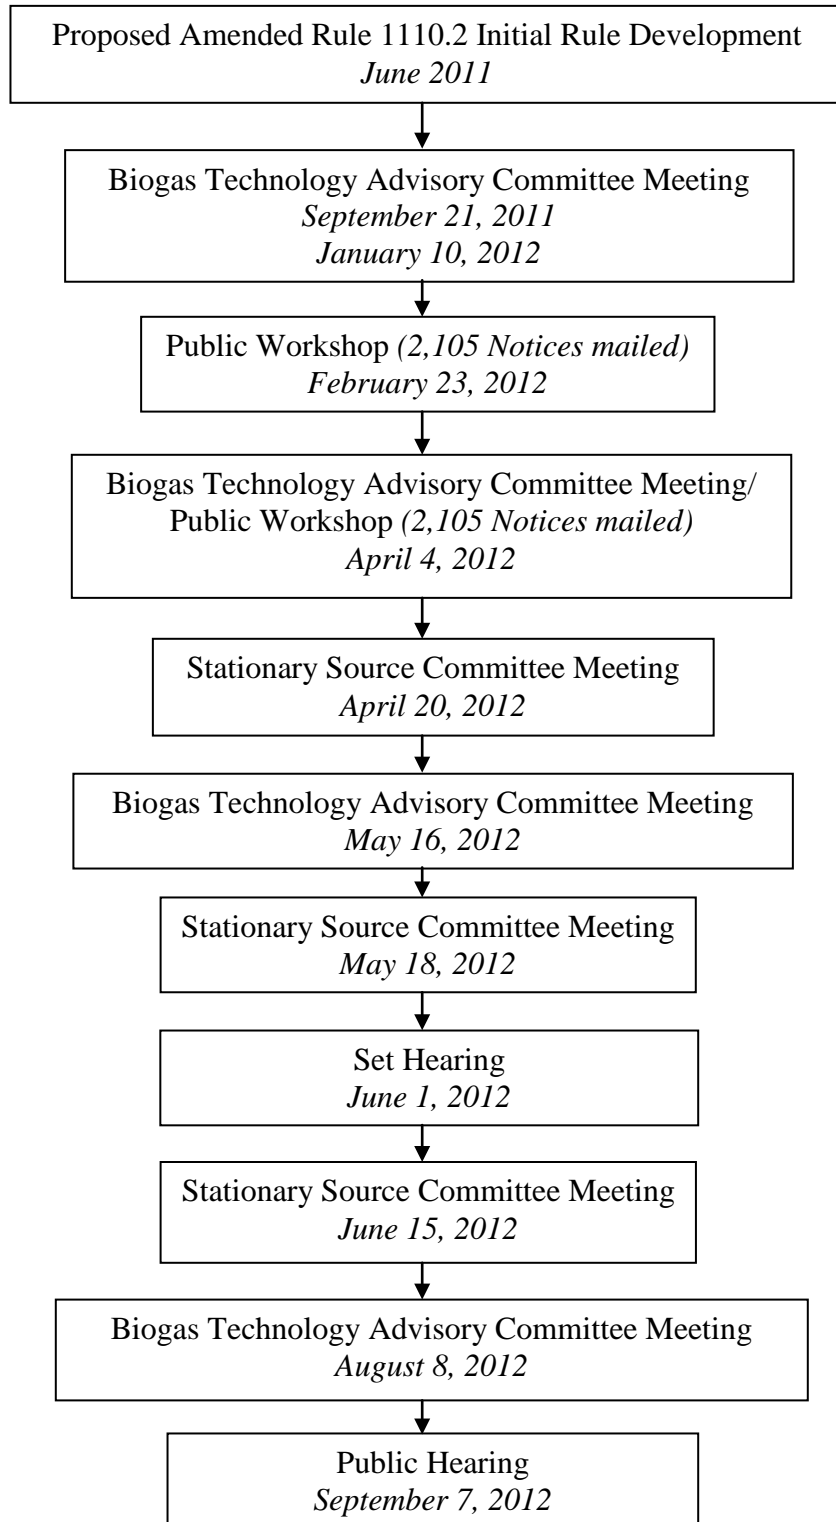 Proposed Amended Rule 1110.2 Initial Rule Development
June 2011
Biogas Technology Advisory Committee Meeting
September 21, 2011
January 10, 2012
Public Workshop (2,105 Notices mailed)
February 23, 2012
Biogas Technology Advisory Committee Meeting/
Public Workshop (2,105 Notices mailed)
April 4, 2012
Stationary Source Committee Meeting
April 20, 2012
Biogas Technology Advisory Committee Meeting
May 16, 2012
Stationary Source Committee Meeting
May 18, 2012
Set Hearing
June 1, 2012
Stationary Source Committee Meeting
June 15, 2012
Biogas Technology Advisory Committee Meeting
August 8, 2012
Public Hearing
September 7, 2012